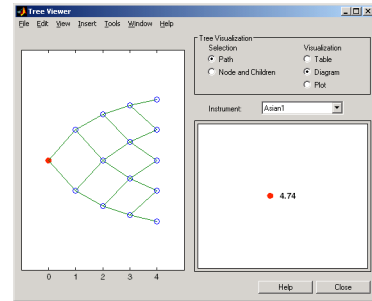 Tree Viewer
File Edit View Insert Tools Window Help
Tree Visualization
Selection Visualization
Path Table
Node and Children Diagram
Plot
Instrument: Asian1
4.74
0 1 2 3 4
Help Close